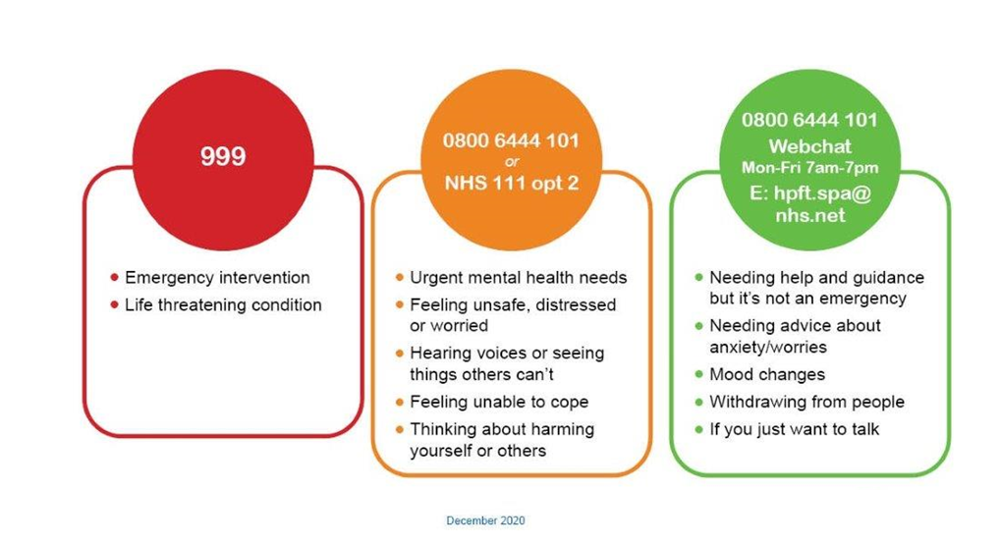 999
• Emergency intervention
• Life threatening condition
0800 6444 101
or
NHS 111 opt 2
• Urgent mental health needs
• Feeling unsafe, distressed
or worried
• Hearing voices or seeing
things others can't
• Feeling unable to cope
• Thinking about harming
yourself or others
0800 6444 101
Webchat
Mon-Fri 7am-7pm
E: hpft.spa@
nhs.net
• Needing help and guidance
but it's not an emergency
• Needing advice about
anxiety/worries
• Mood changes
• Withdrawing from people
• If you just want to talk
December 2020